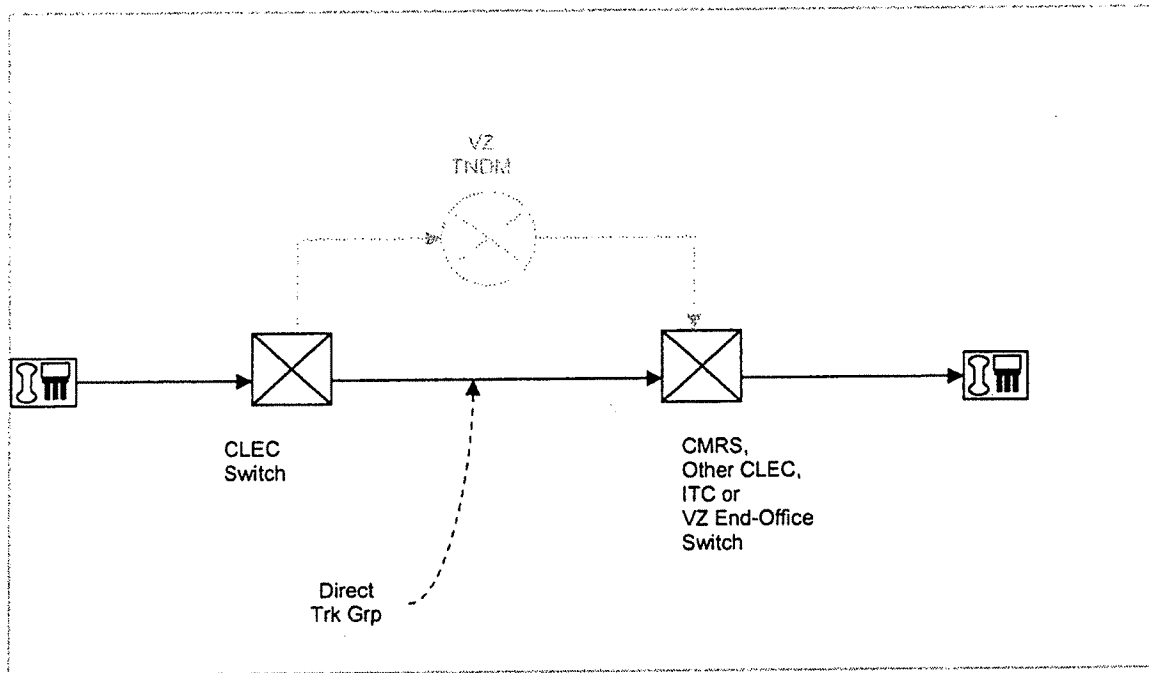 VZ
TNDM
CLEC
Switch
CMRS,
Other CLEC,
ITC or
VZ End-Office
Switch
Direct
Trk Grp